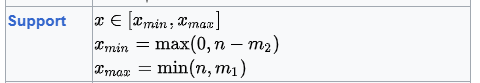 Support x ∈ [x_min, x_max]
x_min = max(0, n − m_2)
x_max = min(n, m_1)